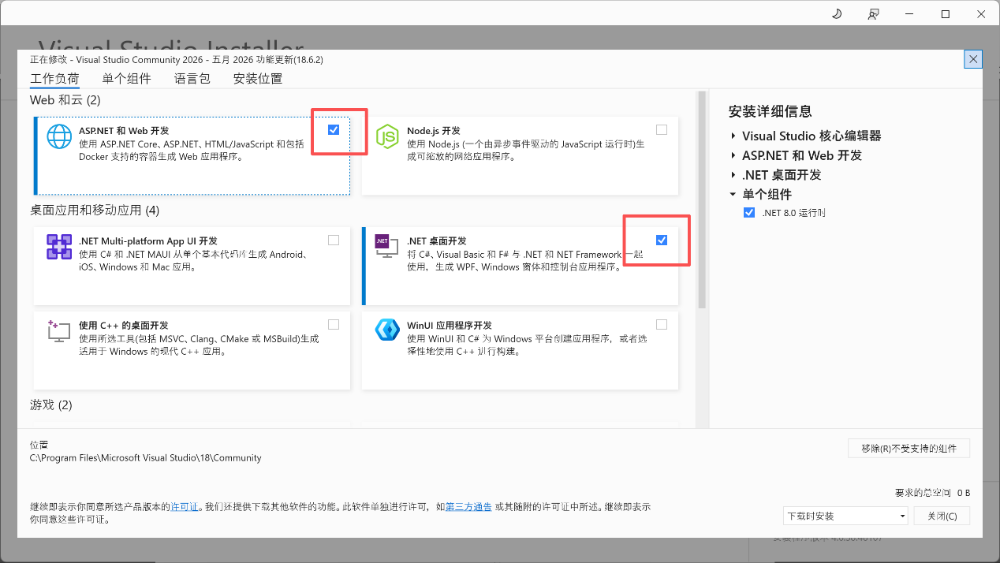 Visual Studio Installer
正在修改 - Visual Studio Community 2026 - 五月 2026 功能更新(18.6.2)
工作负荷 单个组件 语言包 安装位置
Web 和云 (2)
ASP.NET 和 Web 开发
使用 ASP.NET Core、ASP.NET、HTML/JavaScript 和包括
Docker 支持的容器生成 Web 应用程序。
JS
Node.js 开发
使用 Node.js (一个由异步事件驱动的 JavaScript 运行时)生
成可缩放的网络应用程序。
桌面应用和移动应用 (4)
.NET Multi-platform App UI 开发
使用 C# 和 .NET MAUI 从单个基本代码库生成 Android、
iOS、Windows 和 Mac 应用。
.NET
.NET 桌面开发
将 C#、Visual Basic 和 F# 与 .NET 和 NET Framework 一起
使用，生成 WPF、Windows 窗体和控制台应用程序。
使用 C++ 的桌面开发
使用所选工具(包括 MSVC、Clang、CMake 或 MSBuild)生成
适用于 Windows 的现代 C++ 应用。
WinUI 应用程序开发
使用 WinUI 和 C# 为 Windows 平台创建应用程序，或者选
择性地使用 C++ 进行构建。
游戏 (2)
安装详细信息
Visual Studio 核心编辑器
ASP.NET 和 Web 开发
.NET 桌面开发
单个组件
.NET 8.0 运行时
位置
C:\Program Files\Microsoft Visual Studio\18\Community
移除(R)不受支持的组件
继续即表示你同意所选产品版本的许可证。我们还提供下载其他软件的功能。此软件单独进行许可，如第三方通告 或其随附的许可证中所述。继续即表示
你同意这些许可证。
要求的总空间 0 B
下载时安装
关闭(C)